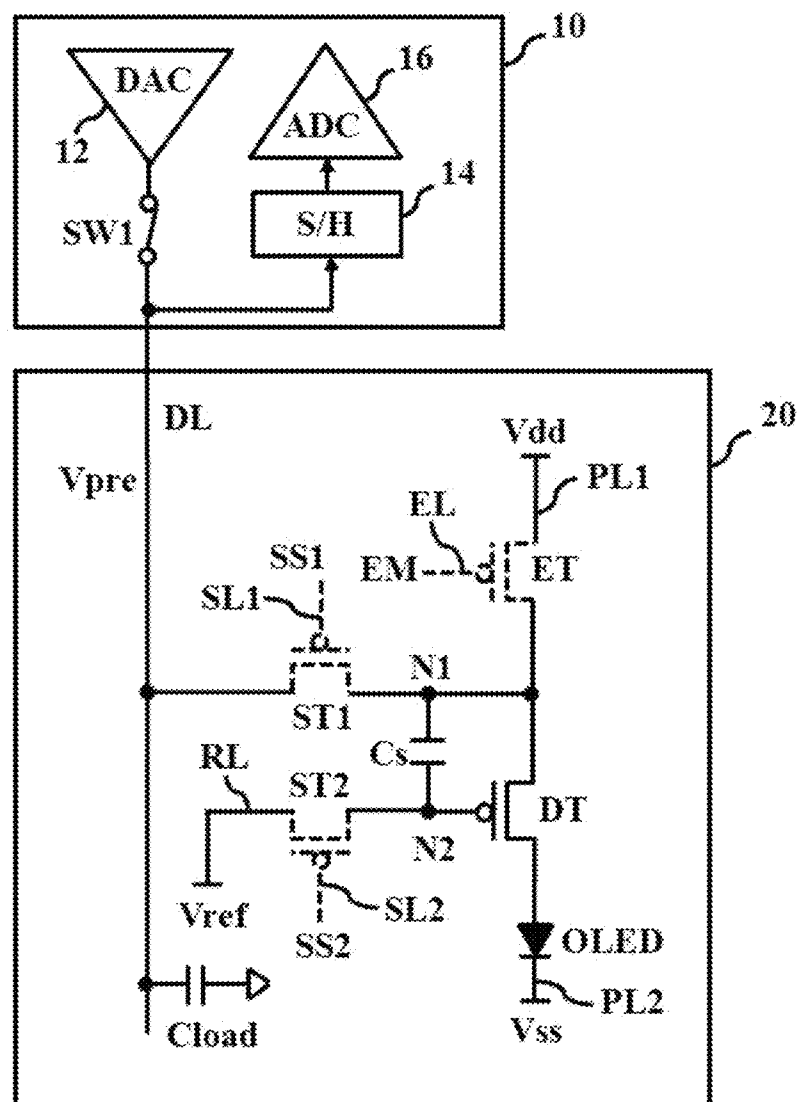 10
DAC
16
12
ADC
14
SW1
S/H
20
DL
Vdd
Vpre
PL1
EL
SS1
EM
ET
SL1
N1
ST1
Cs
RL
ST2
DT
N2
Vref
SL2
SS2
OLED
PL2
Cload
Vss